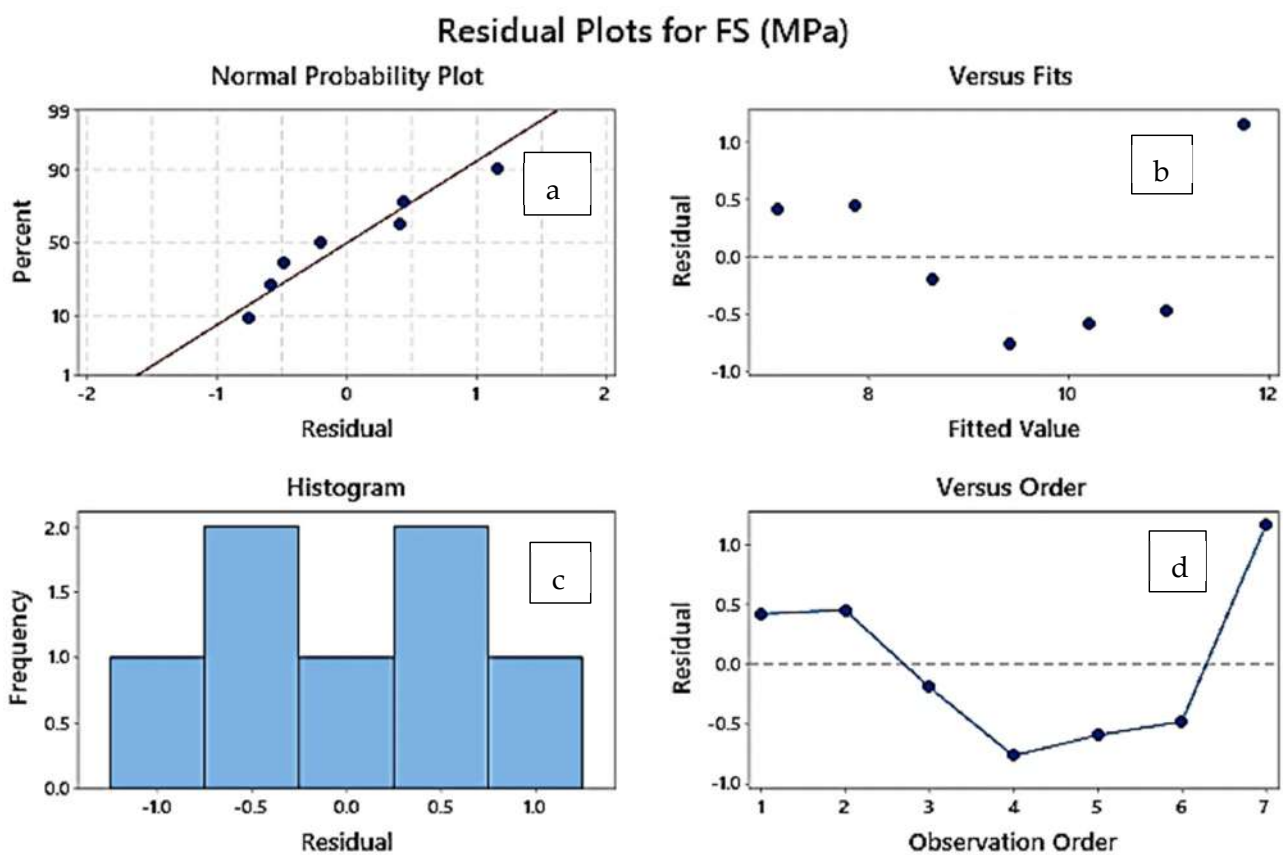 Residual Plots for FS (MPa)
Normal Probability Plot
99
90
50
10
1
Percent
-2 -1 0 1 2
Residual
a
Versus Fits
1.0
0.5
0.0
-0.5
-1.0
Residual
8 10 12
Fitted Value
b
Histogram
2.0
1.5
1.0
0.5
0.0
Frequency
-1.0 -0.5 0.0 0.5 1.0
Residual
c
Versus Order
1.0
0.5
0.0
-0.5
-1.0
Residual
1 2 3 4 5 6 7
Observation Order
d